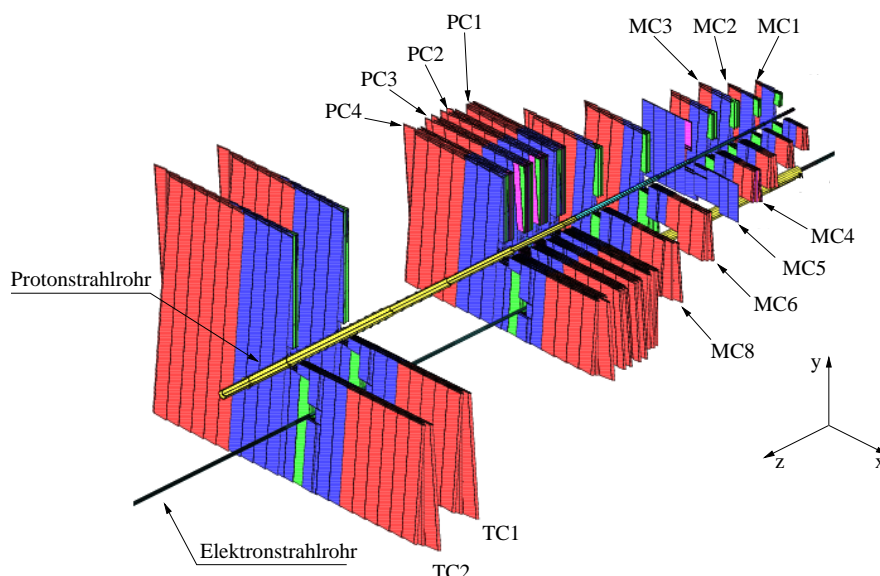 PC1
PC2
PC3
PC4
MC3
MC2
MC1
MC4
MC5
MC6
MC8
Protonstrahlrohr
Elektronstrahlrohr
TC1
TC2
y
z
x